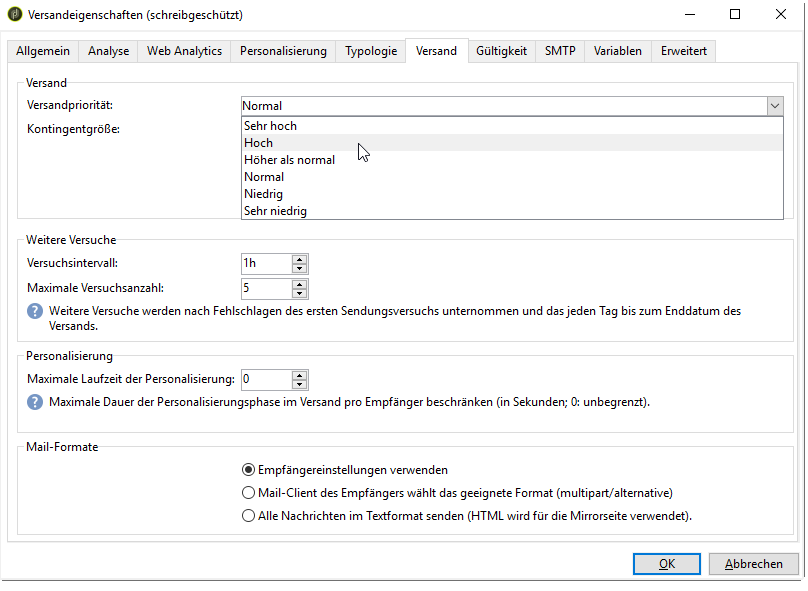 Versandeigenschaften (schreibgeschützt)
Allgemein Analyse Web Analytics Personalisierung Typologie Versand Gültigkeit SMTP Variablen Erweitert
Versand
Versandpriorität: Normal
Kontingentgröße:
Sehr hoch
Hoch
Höher als normal
Normal
Niedrig
Sehr niedrig
Weitere Versuche
Versuchsintervall: 1h
Maximale Versuchsanzahl: 5
? Weitere Versuche werden nach Fehlschlagen des ersten Sendungsversuchs unternommen und das jeden Tag bis zum Enddatum des
Versands.
Personalisierung
Maximale Laufzeit der Personalisierung: 0
? Maximale Dauer der Personalisierungsphase im Versand pro Empfänger beschränken (in Sekunden; 0: unbegrenzt).
Mail-Formate
Empfängereinstellungen verwenden
Mail-Client des Empfängers wählt das geeignete Format (multipart/alternative)
Alle Nachrichten im Textformat senden (HTML wird für die Mirrorseite verwendet).
OK Abbrechen